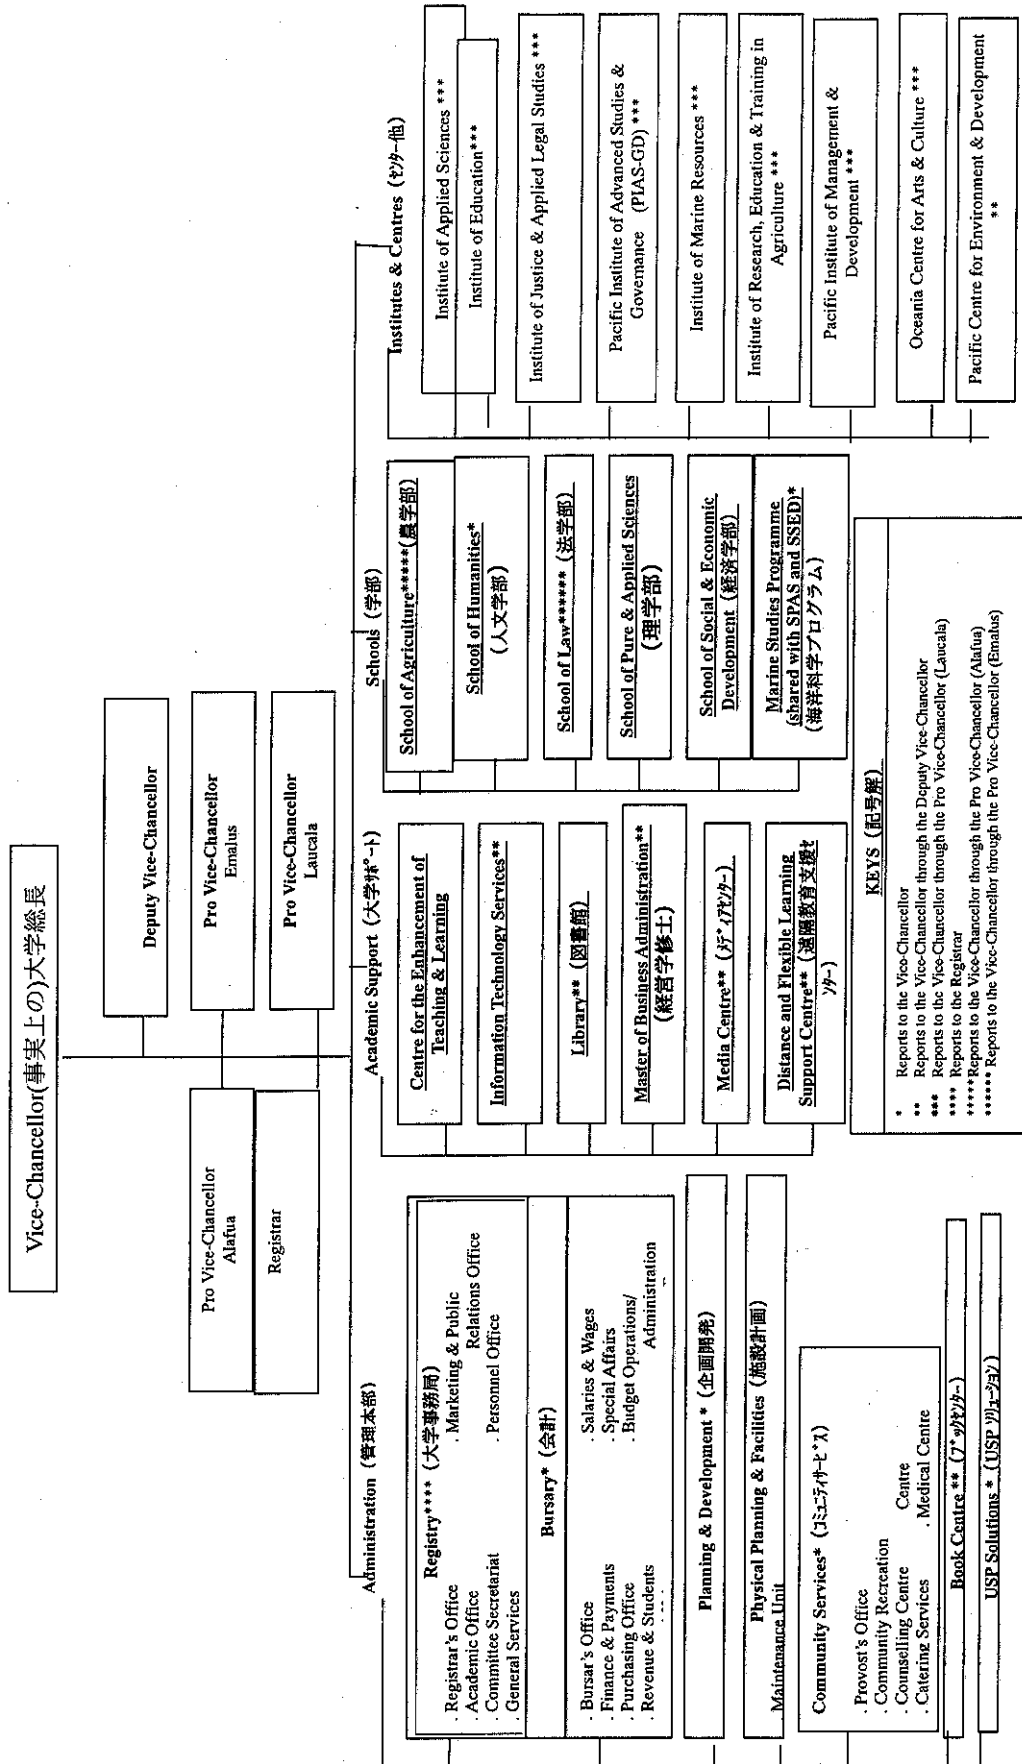 Vice-Chancellor(事実上の)大学総長
Deputy Vice-Chancellor
Pro Vice-Chancellor
Alafua
Pro Vice-Chancellor
Emalus
Registrar
Pro Vice-Chancellor
Laucala
Administration (管理本部)
Registry**** (大学事務局)
. Registrar's Office
. Academic Office
. Committee Secretariat
. General Services
. Marketing & Public
Relations Office
. Personnel Office
Bursary* (会計)
. Bursar's Office
. Finance & Payments
. Purchasing Office
. Revenue & Students
. Salaries & Wages
. Special Affairs
. Budget Operations/
Administration
Planning & Development * (企画開発)
Physical Planning & Facilities (施設計画)
. Maintenance Unit
Community Services* (コミュニティサービス)
. Provost's Office
. Community Recreation
Centre
. Counselling Centre
. Catering Services
. Medical Centre
Book Centre ** (ブックセンター)
USP Solutions * (USP ソリューション)
Academic Support (大学サポート)
Centre for the Enhancement of
Teaching & Learning
Information Technology Services**
Library** (図書館)
Master of Business Administration**
(経営学修士)
Media Centre** (メディアセンター)
Distance and Flexible Learning
Support Centre** (遠隔教育支援セ
ンター)
Schools (学部)
School of Agriculture*****(農学部)
School of Humanities*
(人文学部)
School of Law****** (法学部)
School of Pure & Applied Sciences
(理学部)
School of Social & Economic
Development (経済学部)
Marine Studies Programme
(shared with SPAS and SSED)*
(海洋科学プログラム)
Institutes & Centres (センター他)
Institute of Applied Sciences ***
Institute of Education***
Institute of Justice & Applied Legal Studies ***
Pacific Institute of Advanced Studies &
Governance (PIAS-GD) ***
Institute of Marine Resources ***
Institute of Research, Education & Training in
Agriculture ***
Pacific Institute of Management &
Development ***
Oceania Centre for Arts & Culture ***
Pacific Centre for Environment & Development
**
KEYS (記号解)
* Reports to the Vice-Chancellor
** Reports to the Vice-Chancellor through the Deputy Vice-Chancellor
*** Reports to the Vice-Chancellor through the Pro Vice-Chancellor (Laucala)
**** Reports to the Registrar
*****Reports to the Vice-Chancellor through the Pro Vice-Chancellor (Alafua)
****** Reports to the Vice-Chancellor through the Pro Vice-Chancellor (Emalus)